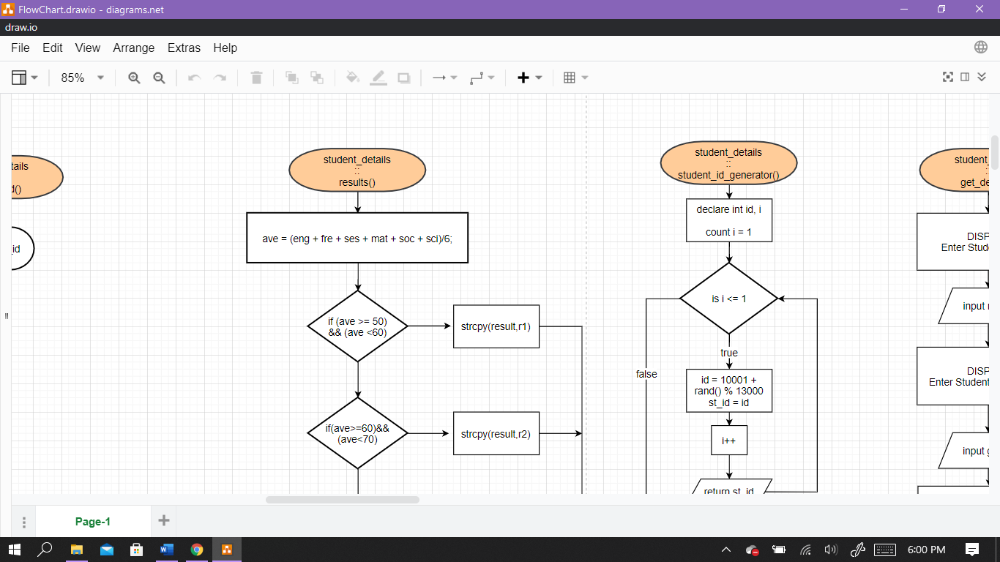 FlowChart.drawio - diagrams.net
draw.io
File Edit View Arrange Extras Help
85%
student_details
::
results()
ave = (eng + fre + ses + mat + soc + sci)/6;
if (ave >= 50)
&& (ave <60)
strcpy(result,r1)
if(ave>=60)&&
(ave<70)
strcpy(result,r2)
student_details
::
student_id_generator()
declare int id, i
count i = 1
is i <= 1
true
false
id = 10001 +
rand() % 13000
st_id = id
i++
return st_id
student_
get_de
DISP
Enter Stud
input
DISP
Enter Student
input g
tails
d()
_id
Page-1
6:00 PM